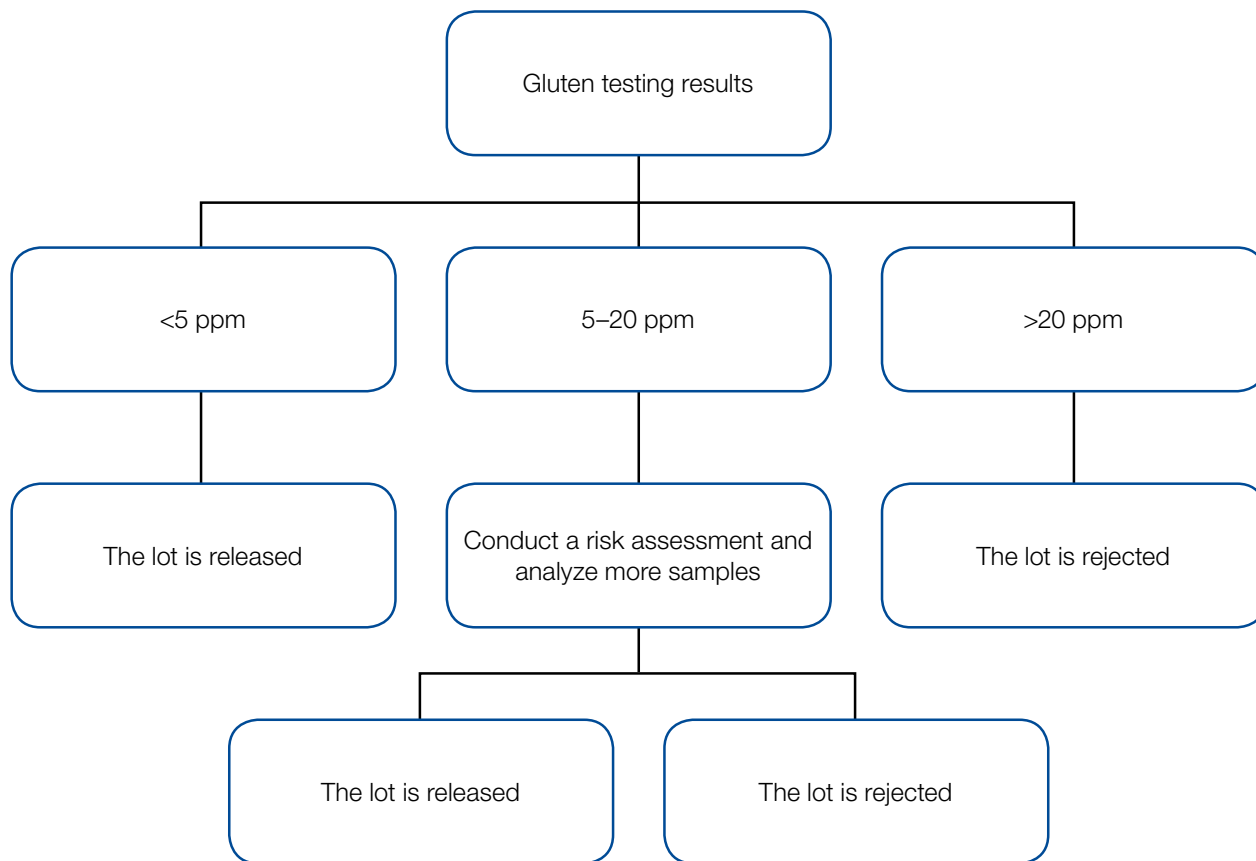 Gluten testing results
<5 ppm
5–20 ppm
>20 ppm
The lot is released
Conduct a risk assessment and
analyze more samples
The lot is rejected
The lot is released
The lot is rejected